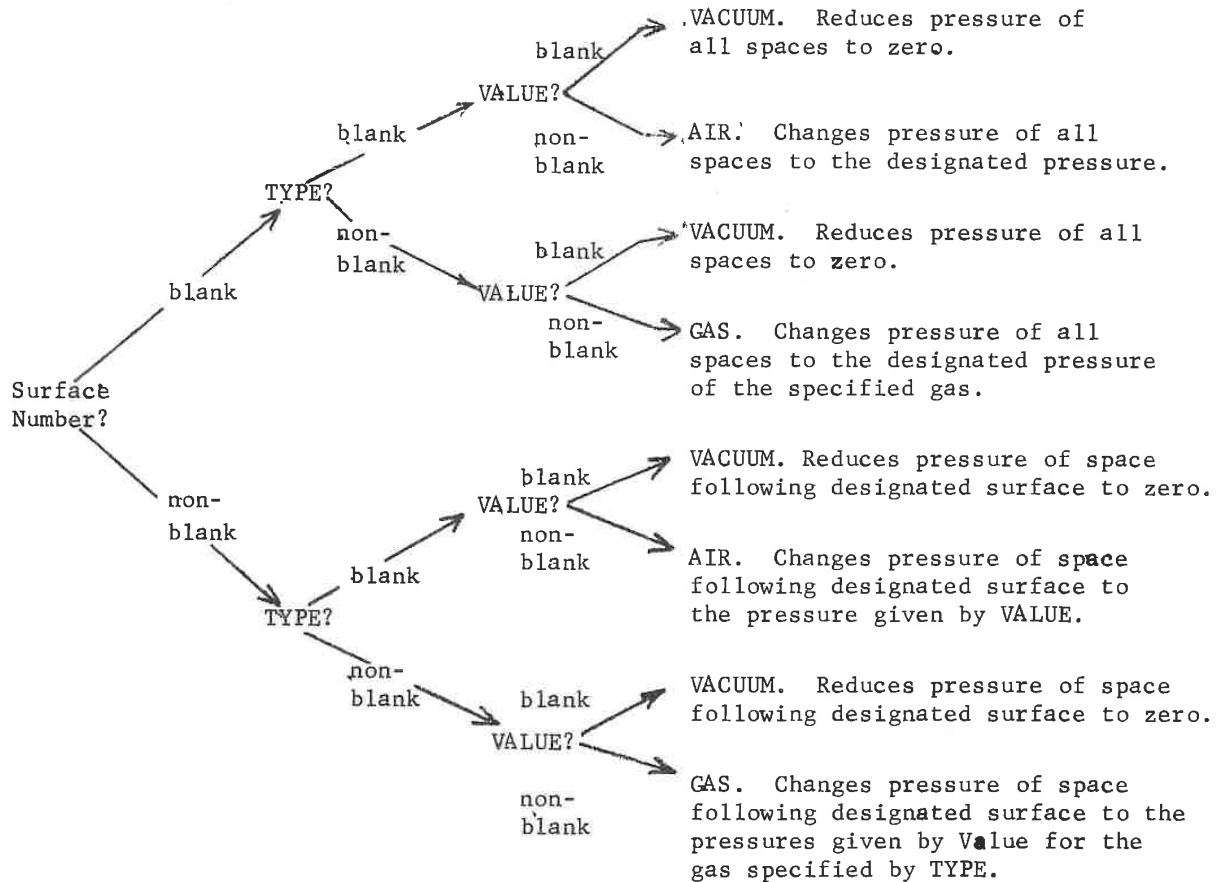 VACUUM. Reduces pressure of
all spaces to zero.
blank
VALUE?
non-
blank
AIR. Changes pressure of all
spaces to the designated pressure.
blank
TYPE?
non-
blank
blank
VACUUM. Reduces pressure of all
spaces to zero.
VALUE?
non-
blank
GAS. Changes pressure of all
spaces to the designated pressure
of the specified gas.
blank
Surface
Number?
non-
blank
blank
VACUUM. Reduces pressure of space
following designated surface to zero.
VALUE?
non-
blank
AIR. Changes pressure of space
following designated surface to
the pressure given by VALUE.
blank
TYPE?
non-
blank
blank
VACUUM. Reduces pressure of space
following designated surface to zero.
VALUE?
non-
blank
GAS. Changes pressure of space
following designated surface to the
pressures given by Value for the
gas specified by TYPE.